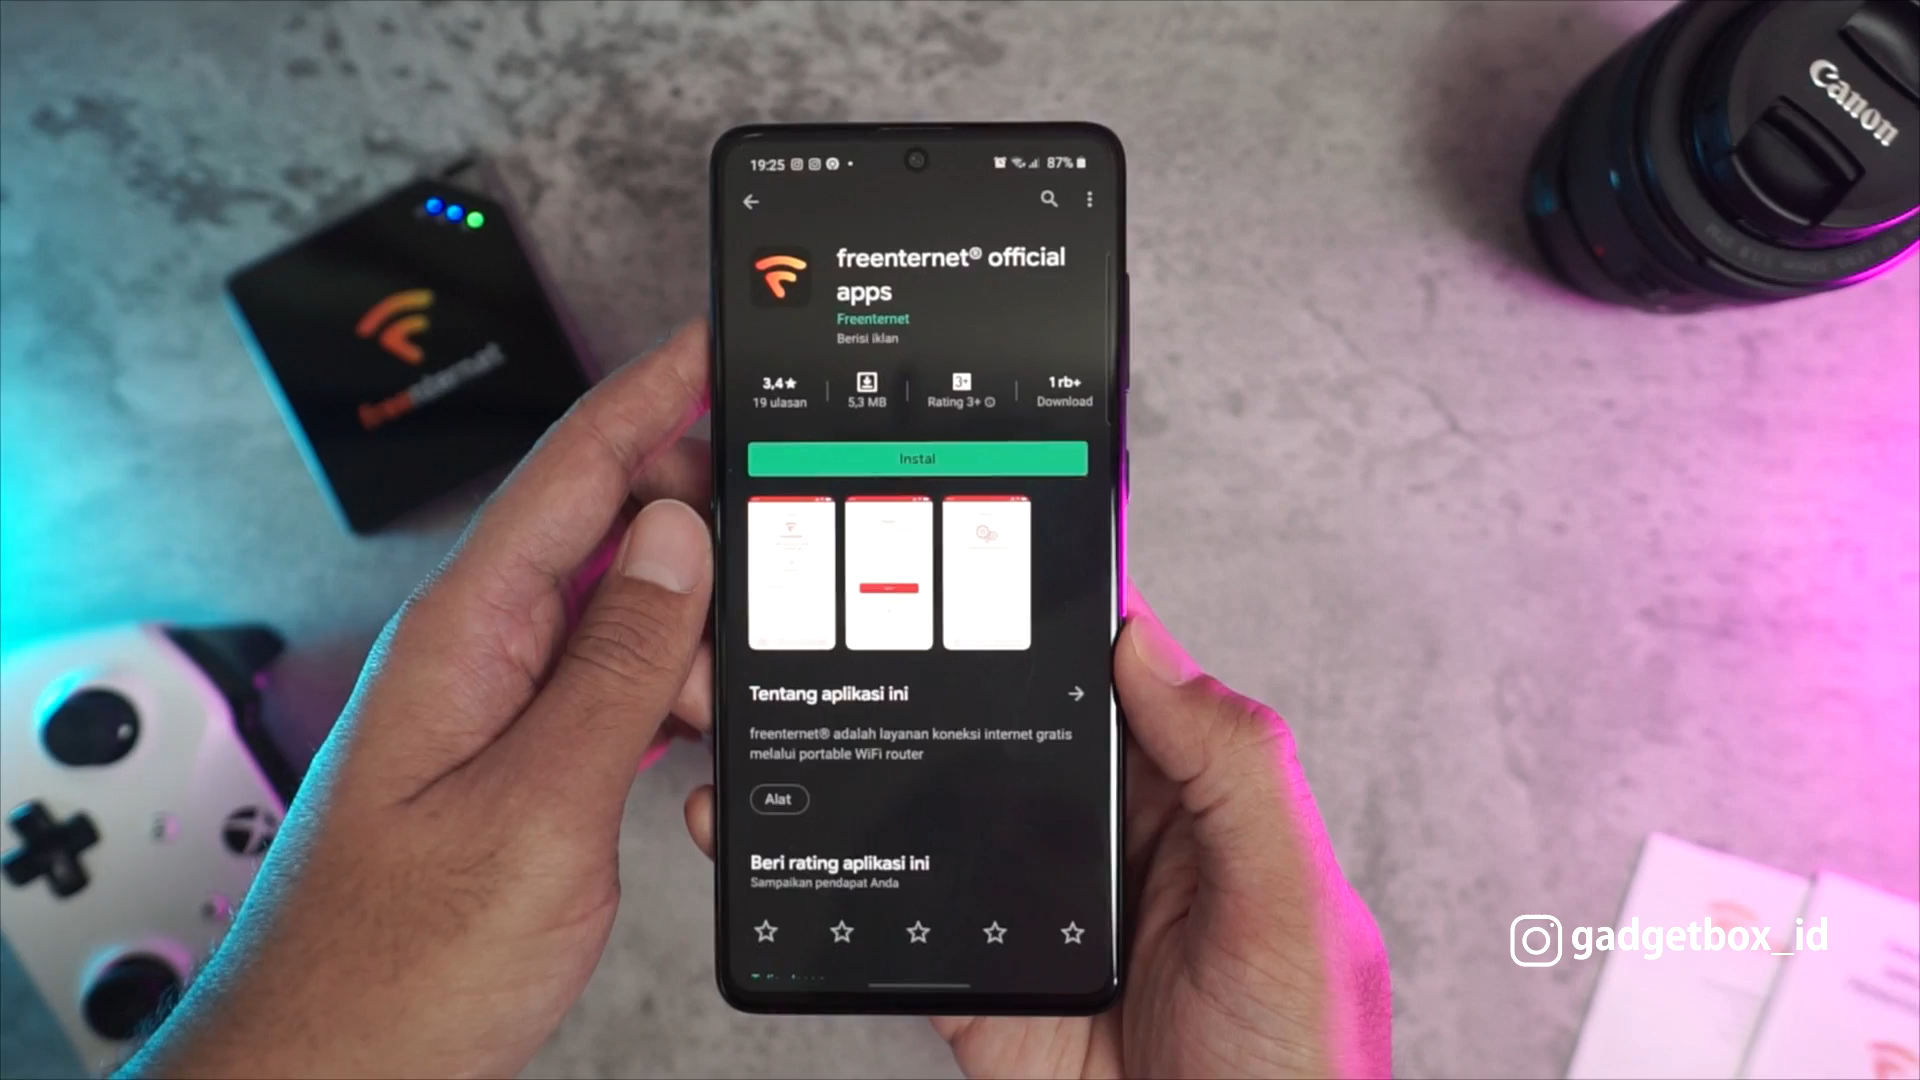 19:25
87%
freenternet® official
apps
Freenternet
Berisi iklan
3,4★
19 ulasan
5,3 MB
3+
Rating 3+
1 rb+
Download
Instal
Tentang aplikasi ini
freenternet® adalah layanan koneksi internet gratis
melalui portable WiFi router
Alat
Beri rating aplikasi ini
Sampaikan pendapat Anda
freenternet
Canon
gadgetbox_id